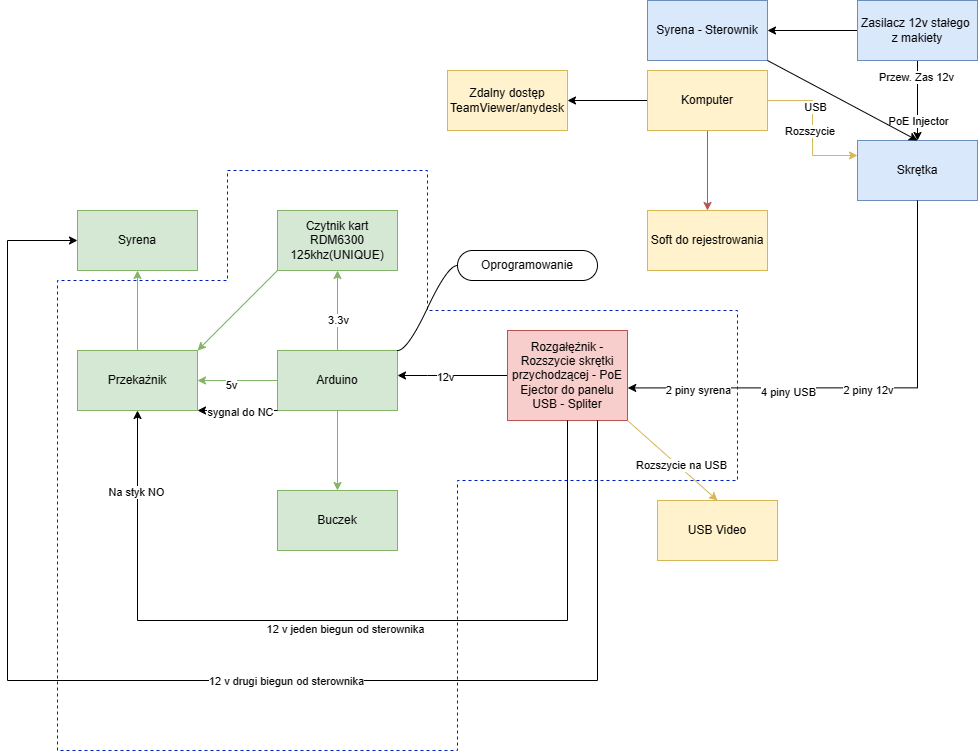 Syrena - Sterownik
Zasilacz 12v stałego
z makiety
Przew. Zas 12v
Zdalny dostęp
TeamViewer/anydesk
Komputer
USB
Rozszycie
PoE Injector
Skrętka
Syrena
Czytnik kart
RDM6300
125khz(UNIQUE)
Soft do rejestrowania
Oprogramowanie
3.3v
Przekaźnik
5v
Arduino
sygnal do NC
12v
Rozgałęźnik -
Rozszycie skrętki
przychodzącej - PoE
Ejector do panelu
USB - Spliter
2 piny syrena
4 piny USB
2 piny 12v
Rozszycie na USB
Na styk NO
Buczek
USB Video
12 v jeden biegun od sterownika
12 v drugi biegun od sterownika